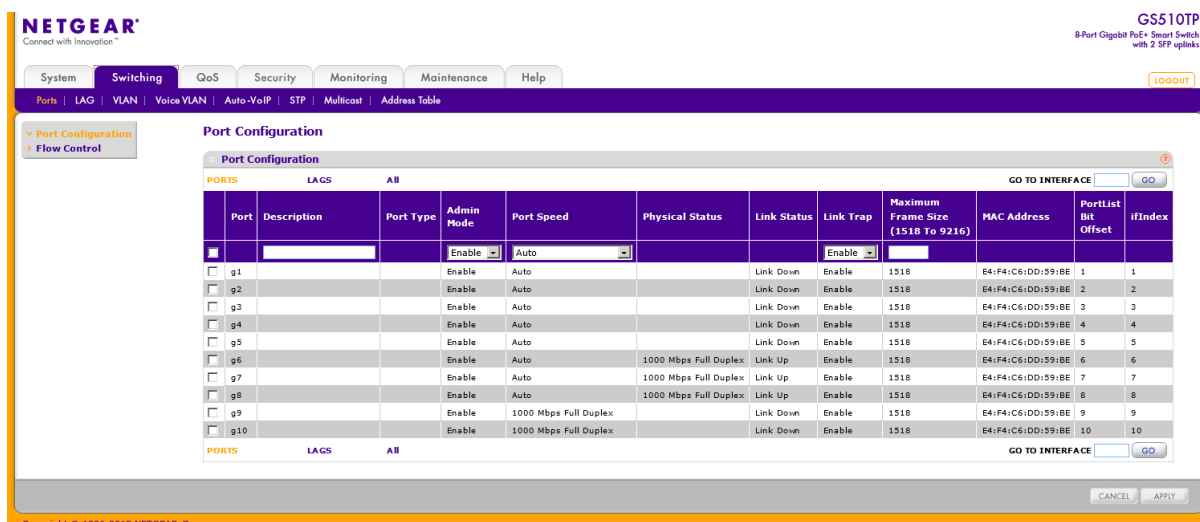 NETGEAR®
Connect with Innovation™
GS510TP
8-Port Gigabit PoE+ Smart Switch
with 2 SFP uplinks
System Switching QoS Security Monitoring Maintenance Help
LOGOUT
Ports LAG VLAN Voice VLAN Auto-VoIP STP Multicast Address Table
Port Configuration
Flow Control
Port Configuration
Port Configuration
PORTS LAGS All GO TO INTERFACE GO
Port Description Port Type Admin Mode Port Speed Physical Status Link Status Link Trap Maximum Frame Size (1518 To 9216) MAC Address PortList Bit Offset ifIndex
Enable Auto Enable
g1 Enable Auto Link Down Enable 1518 E4:F4:C6:DD:59:BE 1 1
g2 Enable Auto Link Down Enable 1518 E4:F4:C6:DD:59:BE 2 2
g3 Enable Auto Link Down Enable 1518 E4:F4:C6:DD:59:BE 3 3
g4 Enable Auto Link Down Enable 1518 E4:F4:C6:DD:59:BE 4 4
g5 Enable Auto Link Down Enable 1518 E4:F4:C6:DD:59:BE 5 5
g6 Enable Auto 1000 Mbps Full Duplex Link Up Enable 1518 E4:F4:C6:DD:59:BE 6 6
g7 Enable Auto 1000 Mbps Full Duplex Link Up Enable 1518 E4:F4:C6:DD:59:BE 7 7
g8 Enable Auto 1000 Mbps Full Duplex Link Up Enable 1518 E4:F4:C6:DD:59:BE 8 8
g9 Enable 1000 Mbps Full Duplex Link Down Enable 1518 E4:F4:C6:DD:59:BE 9 9
g10 Enable 1000 Mbps Full Duplex Link Down Enable 1518 E4:F4:C6:DD:59:BE 10 10
PORTS LAGS All GO TO INTERFACE GO
CANCEL APPLY